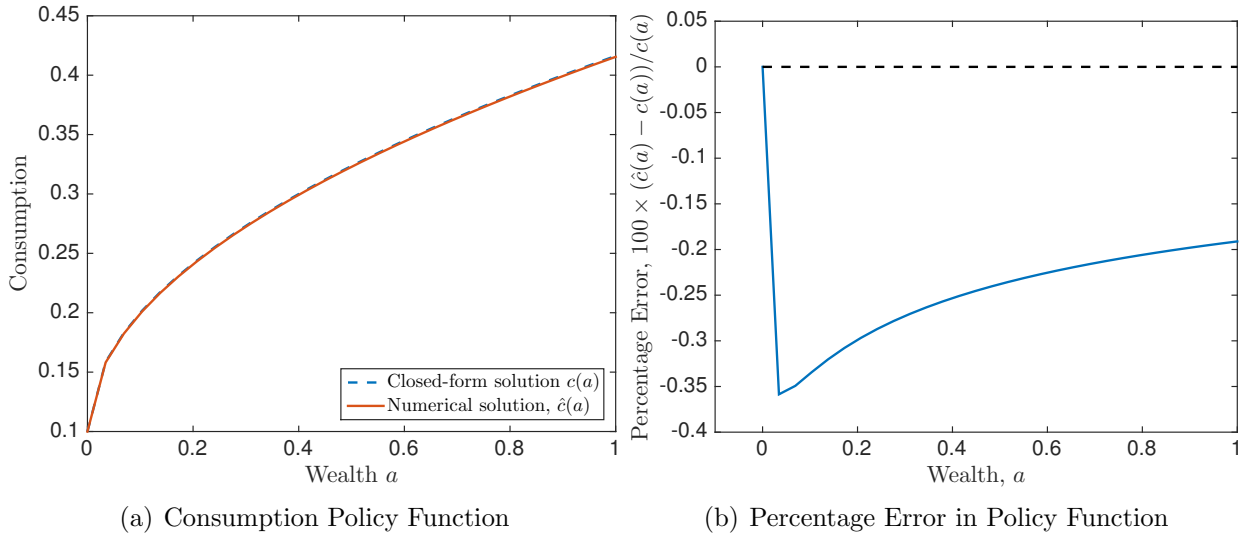 0.45
0.4
0.35
0.3
0.25
0.2
0.15
0.1
Consumption
Closed-form solution c(a)
Numerical solution, ĉ(a)
0 0.2 0.4 0.6 0.8 1
Wealth a
(a) Consumption Policy Function
0.05
0
-0.05
-0.1
-0.15
-0.2
-0.25
-0.3
-0.35
-0.4
Percentage Error, 100 × (ĉ(a) − c(a))/c(a)
0 0.2 0.4 0.6 0.8 1
Wealth, a
(b) Percentage Error in Policy Function